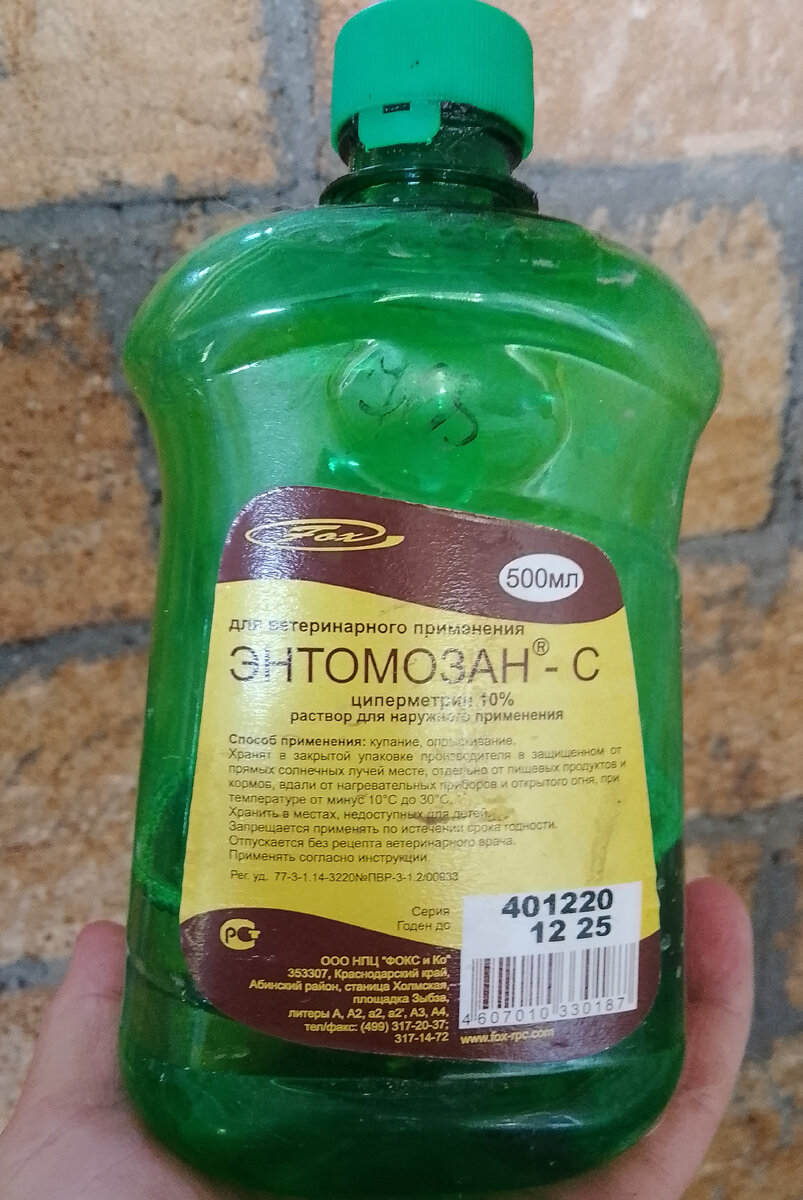 Fox
500мл
для ветеринарного применения
ЭНТОМОЗАН® - С
циперметрин 10%
раствор для наружного применения
Способ применения: купание, опрыскивание.
Хранят в закрытой упаковке производителя в защищенном от
прямых солнечных лучей месте, отдельно от пищевых продуктов и
кормов, вдали от нагревательных приборов и открытого огня, при
температуре от минус 10°С до 30°С.
Хранить в местах, недоступных для детей.
Запрещается применять по истечении срока годности.
Отпускается без рецепта ветеринарного врача.
Применять согласно инструкции
Рег. уд. 77-3-1.14-3220№ПВР-3-1.2/00933
Серия 401220
Годен до 12 25
РСТ
ООО НПЦ "ФОКС и Ко"
353307, Краснодарский край,
Абинский район, станица Холмская,
площадка Зыбза,
литеры А, А2, а2, а2', А3, А4,
тел/факс: (499) 317-20-37;
317-14-72
4 607010 330187
www.fox-rpc.com